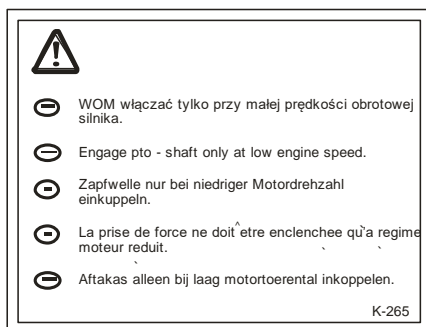 WOM włączać tylko przy małej prędkości obrotowej
silnika.
Engage pto - shaft only at low engine speed.
Zapfwelle nur bei niedriger Motordrehzahl
einkuppeln.
La prise de force ne doit ^etre enclenchee qu`a regime
moteur reduit.
Aftakas alleen bij laag motortoerental inkoppelen.
K-265